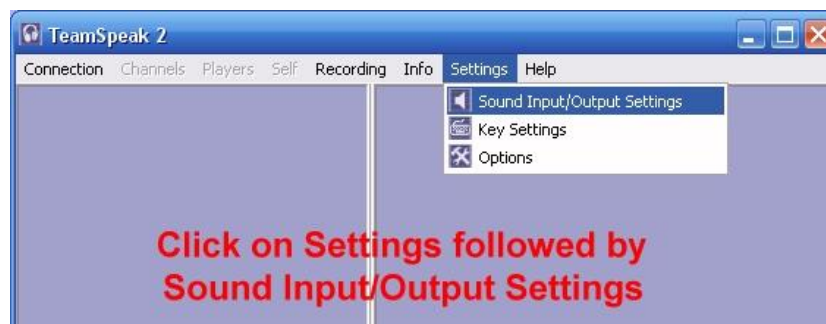 TeamSpeak 2
Connection Channels Players Self Recording Info Settings Help
Sound Input/Output Settings
Key Settings
Options
Click on Settings followed by
Sound Input/Output Settings